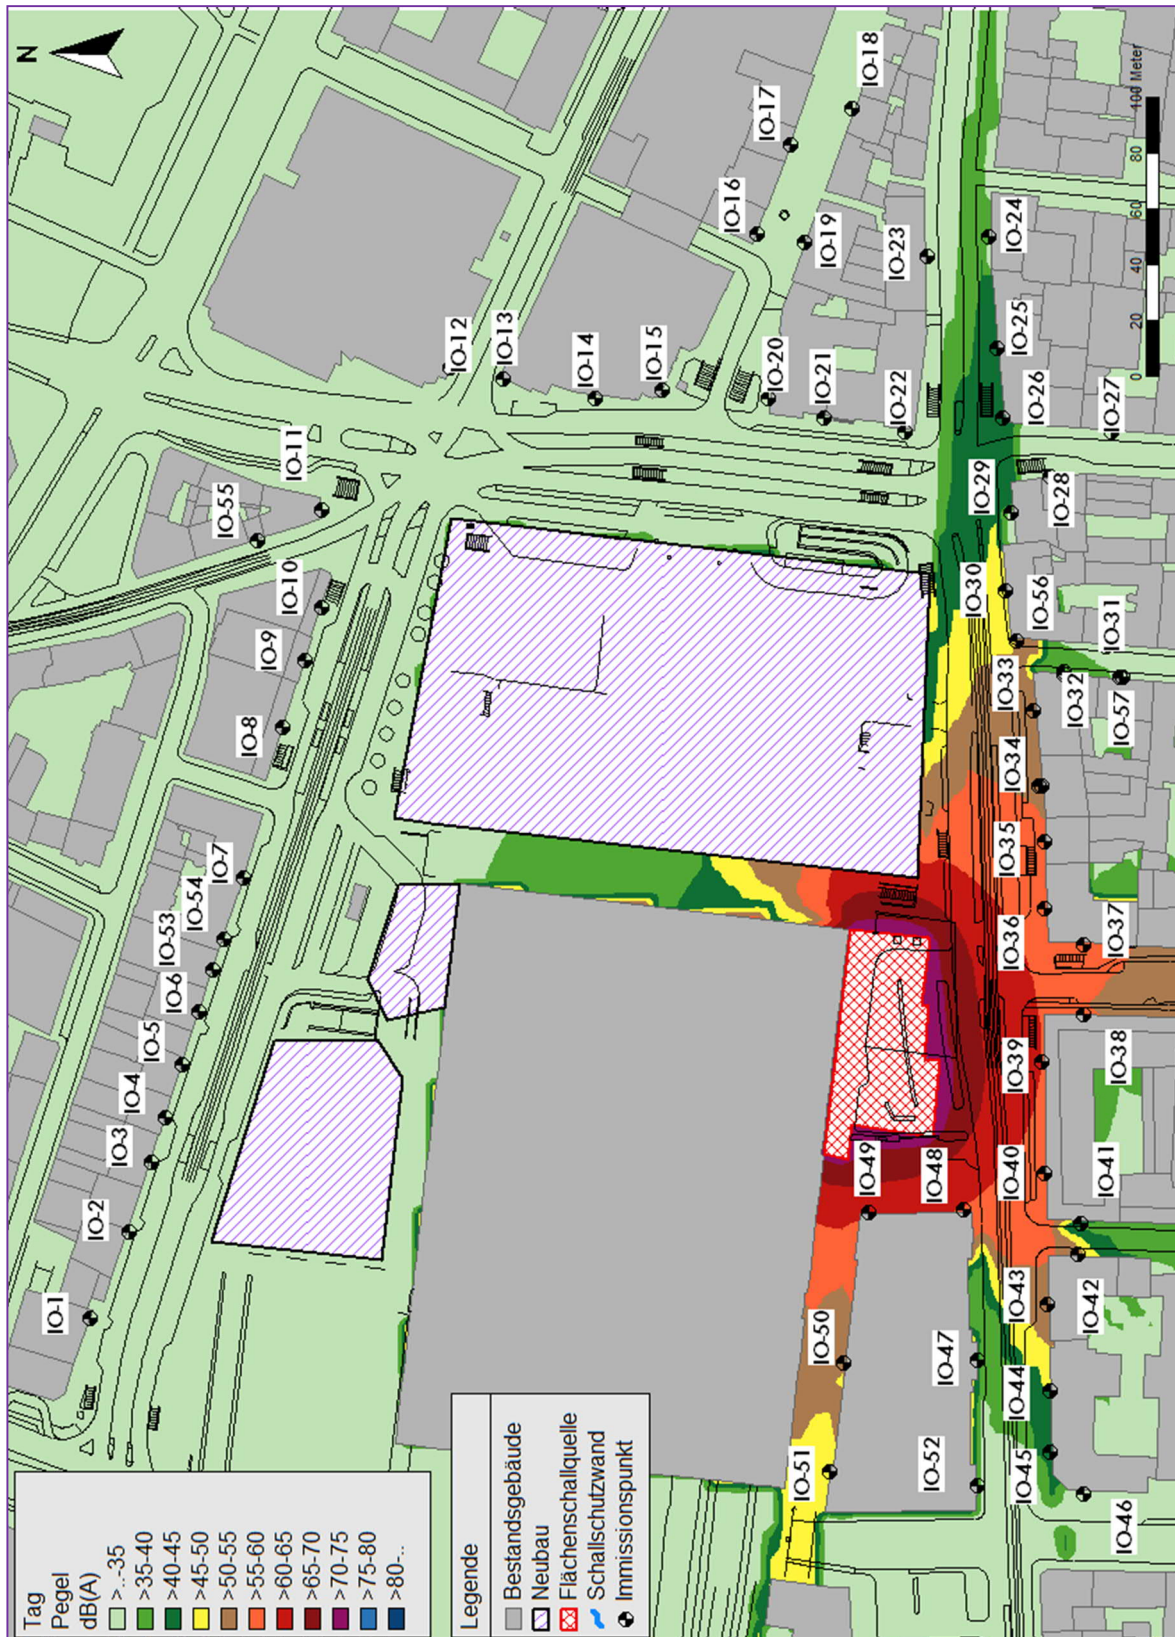 N
Tag
Pegel
dB(A)
>..-35
>35-40
>40-45
>45-50
>50-55
>55-60
>60-65
>65-70
>70-75
>75-80
>80-..
Legende
Bestandsgebäude
Neubau
Flächenschallquelle
Schallschutzwand
Immissionspunkt
IO-1
IO-2
IO-3
IO-4
IO-5
IO-6
IO-53
IO-54
IO-7
IO-8
IO-9
IO-10
IO-55
IO-11
IO-12
IO-13
IO-14
IO-15
IO-16
IO-17
IO-18
IO-19
IO-20
IO-21
IO-22
IO-23
IO-24
IO-25
IO-26
IO-27
IO-28
IO-29
IO-30
IO-56
IO-31
IO-32
IO-57
IO-33
IO-34
IO-35
IO-36
IO-37
IO-38
IO-39
IO-40
IO-41
IO-42
IO-43
IO-44
IO-45
IO-46
IO-47
IO-48
IO-49
IO-50
IO-51
IO-52
0 20 40 60 80 100 Meter